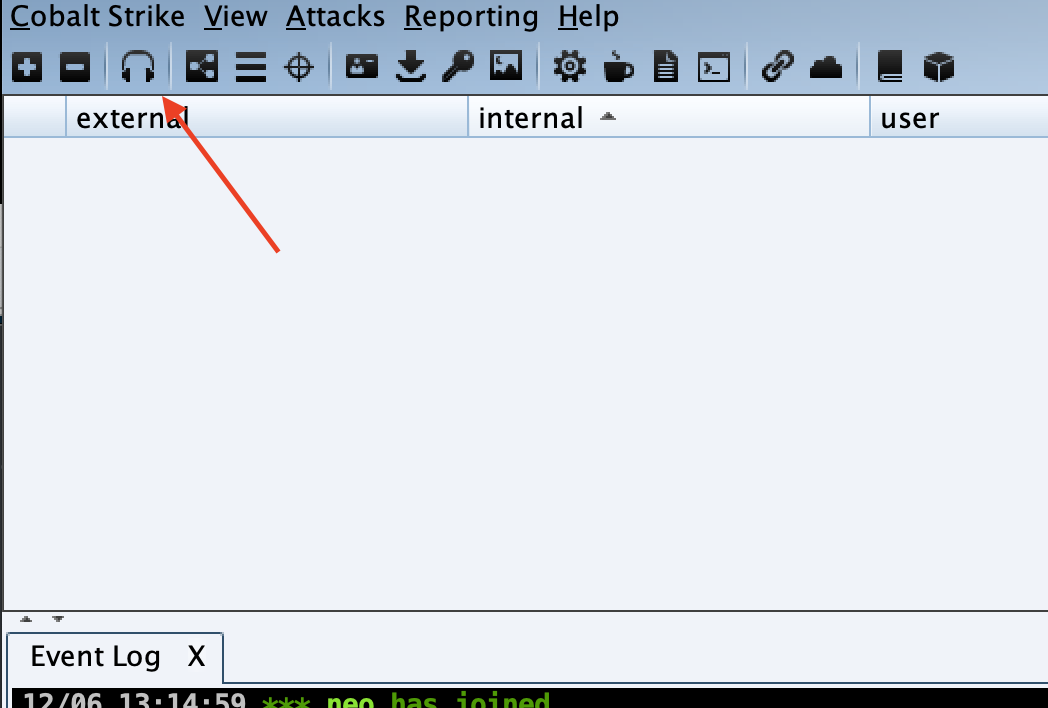 Cobalt Strike View Attacks Reporting Help
external internal user
Event Log X
12/06 13:14:59 *** neo has joined